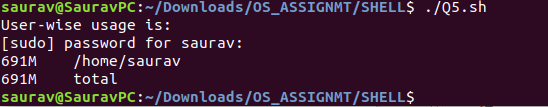 saurav@SauravPC:~/Downloads/OS_ASSIGNMT/SHELL$ ./Q5.sh
User-wise usage is:
[sudo] password for saurav:
691M    /home/saurav
691M    total
saurav@SauravPC:~/Downloads/OS_ASSIGNMT/SHELL$